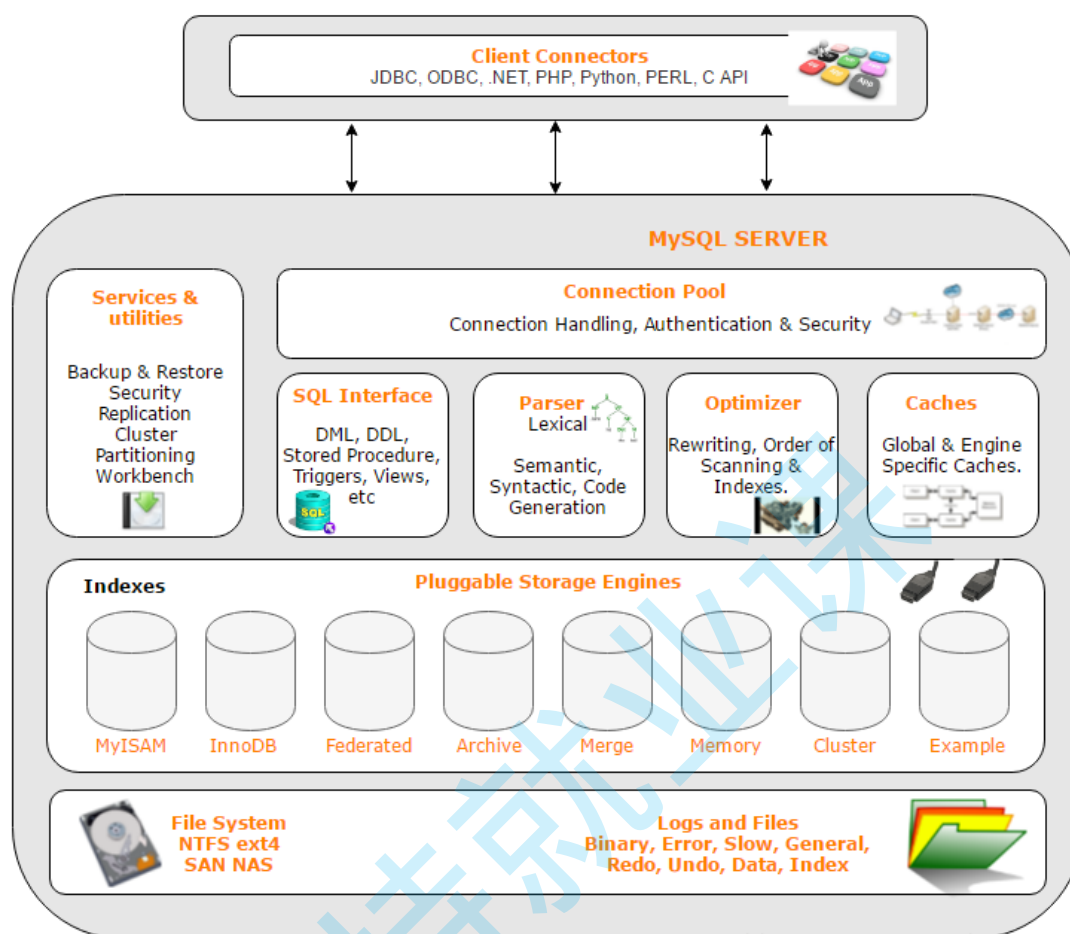 Client Connectors
JDBC, ODBC, .NET, PHP, Python, PERL, C API
MySQL SERVER
Services &
utilities
Backup & Restore
Security
Replication
Cluster
Partitioning
Workbench
Connection Pool
Connection Handling, Authentication & Security
SQL Interface
DML, DDL,
Stored Procedure,
Triggers, Views,
etc
SQL
Parser
Lexical
Semantic,
Syntactic, Code
Generation
Optimizer
Rewriting, Order of
Scanning &
Indexes.
Caches
Global & Engine
Specific Caches.
Indexes
Pluggable Storage Engines
MyISAM
InnoDB
Federated
Archive
Merge
Memory
Cluster
Example
File System
NTFS ext4
SAN NAS
Logs and Files
Binary, Error, Slow, General,
Redo, Undo, Data, Index
特就业课